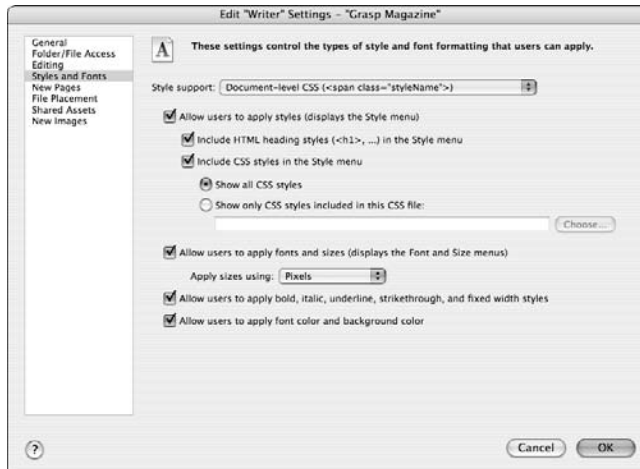 Edit "Writer" Settings - "Grasp Magazine"
General
Folder/File Access
Editing
Styles and Fonts
New Pages
File Placement
Shared Assets
New Images
A
These settings control the types of style and font formatting that users can apply.
Style support: Document-level CSS (<span class="styleName">)
Allow users to apply styles (displays the Style menu)
Include HTML heading styles (<h1>, ...) in the Style menu
Include CSS styles in the Style menu
Show all CSS styles
Show only CSS styles included in this CSS file:
Choose...
Allow users to apply fonts and sizes (displays the Font and Size menus)
Apply sizes using: Pixels
Allow users to apply bold, italic, underline, strikethrough, and fixed width styles
Allow users to apply font color and background color
?
Cancel
OK